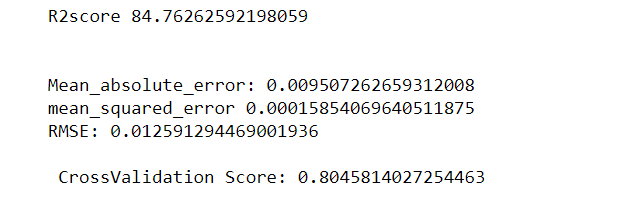 R2score 84.76262592198059
Mean_absolute_error: 0.009507262659312008
mean_squared_error 0.00015854069640511875
RMSE: 0.012591294469001936
CrossValidation Score: 0.8045814027254463